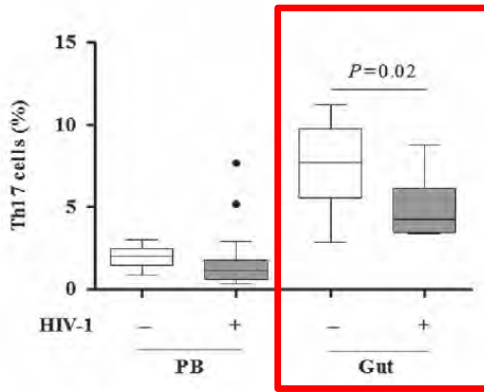 15
P=0.02
10
Th17 cells (%)
5
0
HIV-1 – + – +
PB Gut